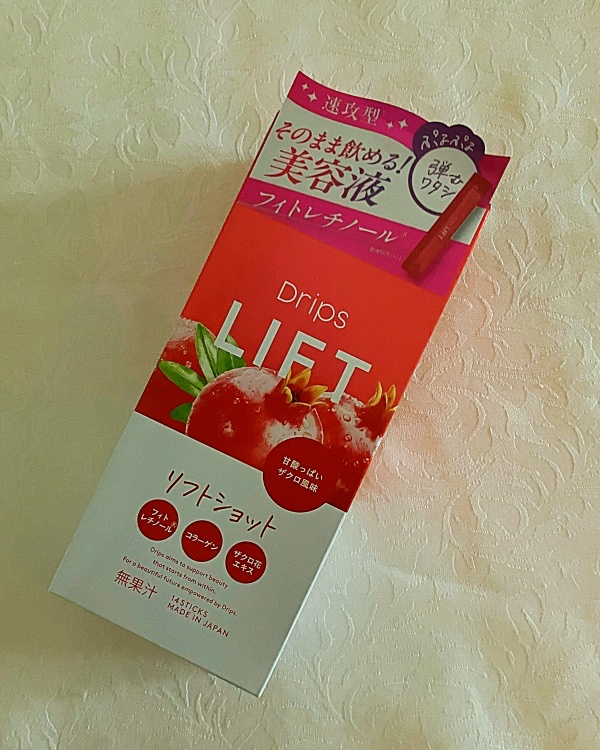 速攻型
そのまま飲める!
美容液
フィトレチノール※
ぷるぷる
弾む
ワタシ
LIFT
Drips
LIFT
甘酸っぱい
ザクロ風味
リフトショット
フィト
レチノール※
コラーゲン
ザクロ花
エキス
Drips aims to support beauty
that starts from within.
For a beautiful future empowered by Drips.
無果汁
14 STICKS
MADE IN JAPAN